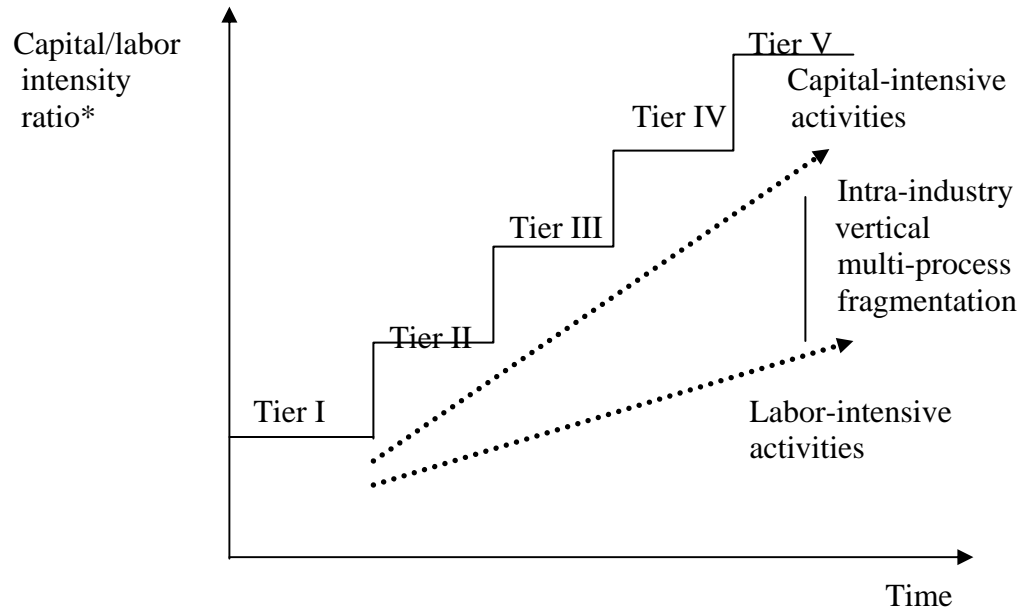 Capital/labor
intensity
ratio*
Tier V
Capital-intensive
activities
Tier IV
Intra-industry
vertical
multi-process
fragmentation
Tier III
Tier II
Tier I
Labor-intensive
activities
Time